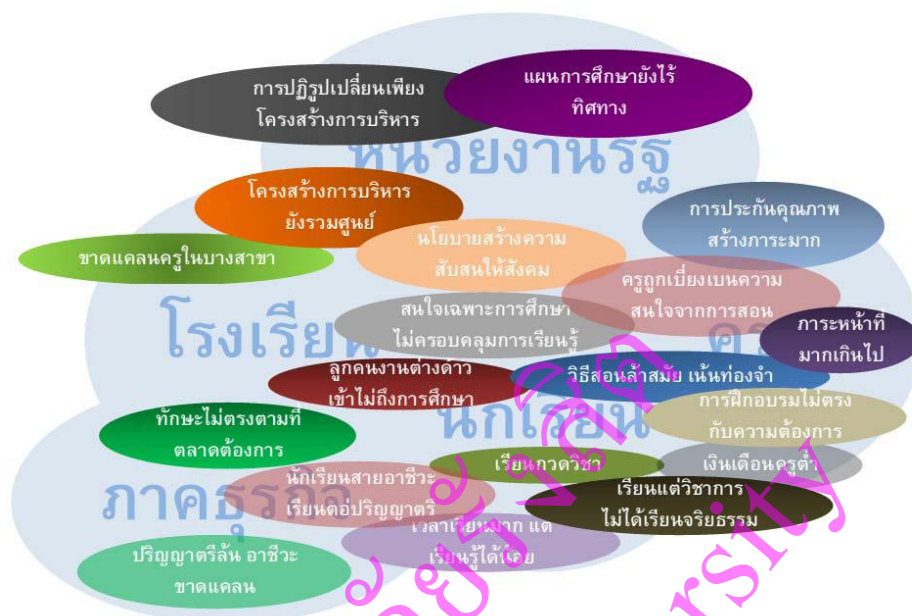 การปฏิรูปเปลี่ยนเพียง
โครงสร้างการบริหาร
แผนการศึกษายังไร้
ทิศทาง
หน่วยงานรัฐ
โครงสร้างการบริหาร
ยังรวมศูนย์
การประกันคุณภาพ
สร้างภาระมาก
นโยบายสร้างความ
สับสนให้สังคม
ขาดแคลนครูในบางสาขา
ครูถูกเบี่ยงเบนความ
สนใจจากการสอน
สนใจเฉพาะการศึกษา
ไม่ครอบคลุมการเรียนรู้
โรงเรียน
ภาระหน้าที่
มากเกินไป
ลูกคนงานต่างด้าว
เข้าไม่ถึงการศึกษา
วิธีสอนล้าสมัย เน้นท่องจำ
การฝึกอบรมไม่ตรง
กับความต้องการ
นักเรียน
ทักษะไม่ตรงตามที่
ตลาดต้องการ
เรียนกวดวิชา
เงินเดือนครูต่ำ
นักเรียนสายอาชีวะ
เรียนต่อปริญญาตรี
เรียนแต่วิชาการ
ไม่ได้เรียนจริยธรรม
ภาคธุรกิจ
เวลาเรียนมาก แต่
เรียนรู้ได้น้อย
ปริญญาตรีล้น อาชีวะ
ขาดแคลน